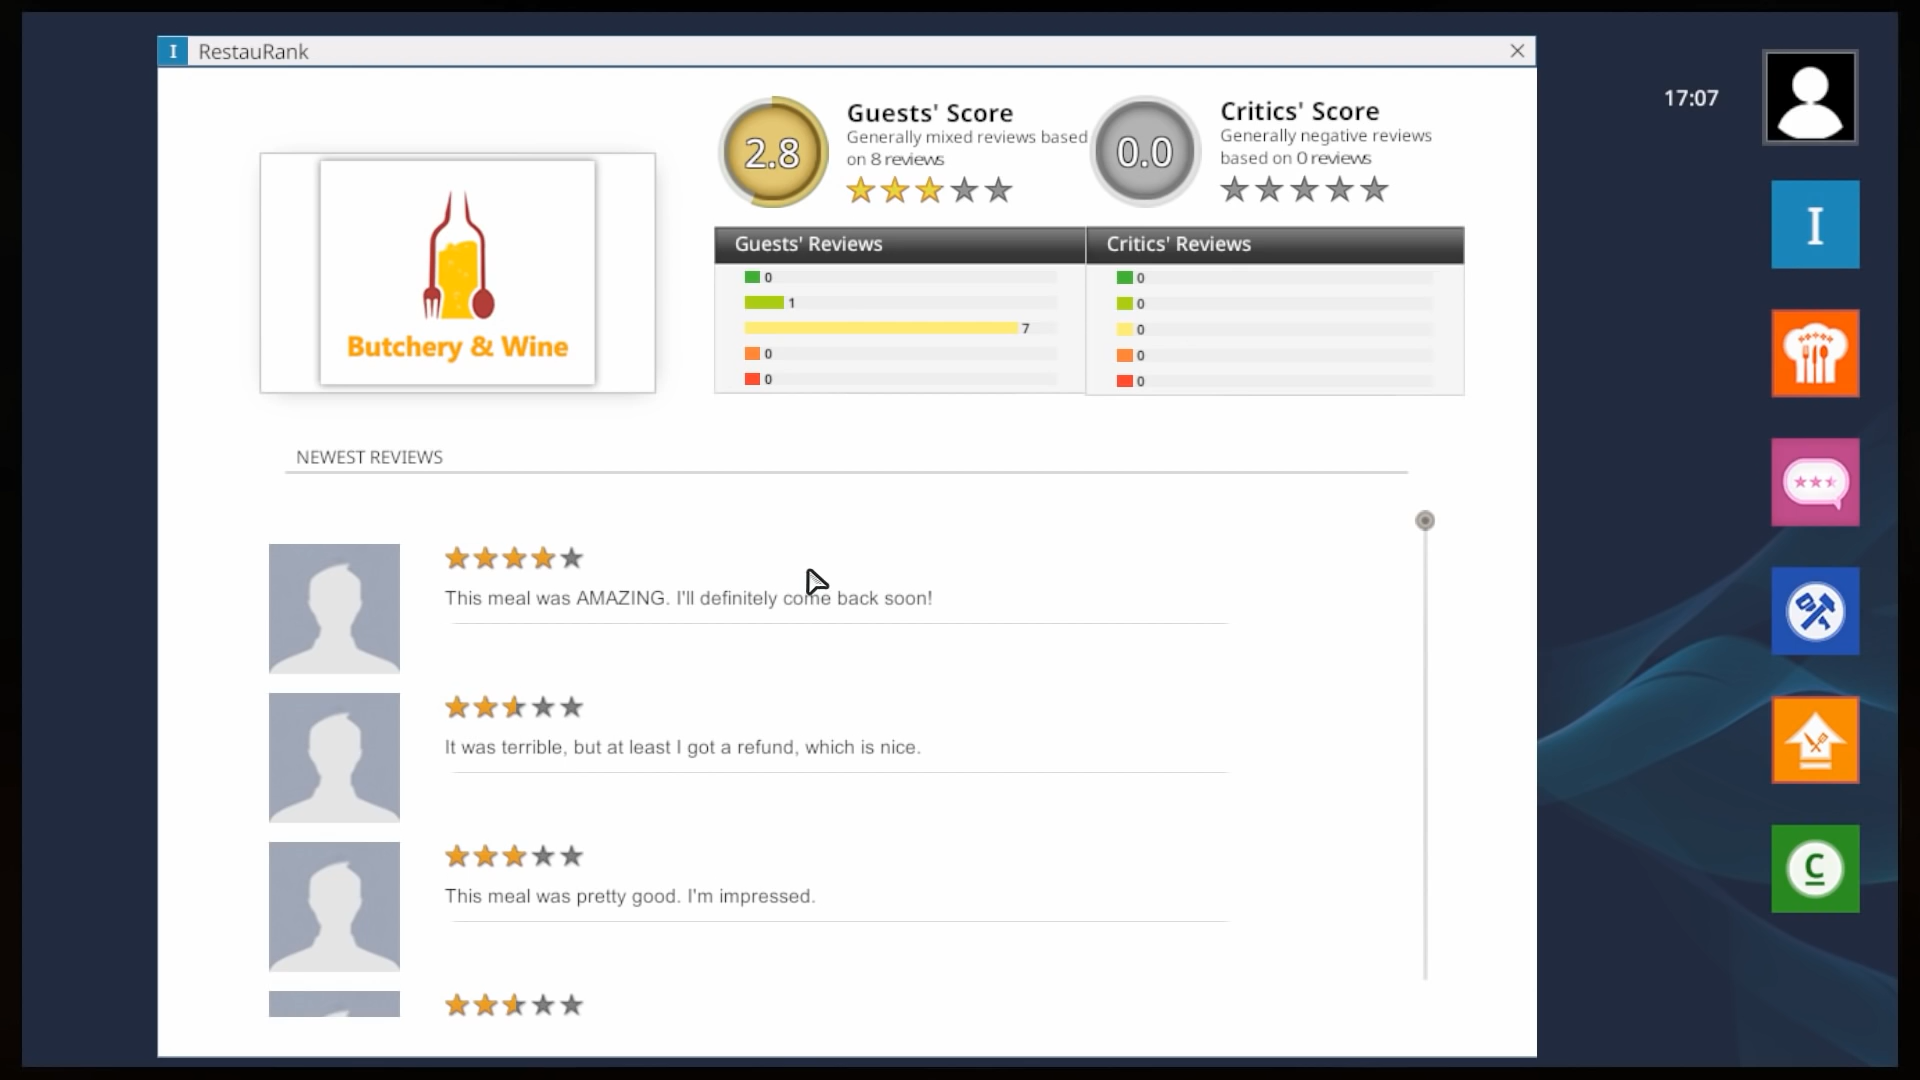 I RestauRank
17:07
Guests' Score
Generally mixed reviews based
on 8 reviews
2.8
Critics' Score
Generally negative reviews
based on 0 reviews
0.0
Butchery & Wine
Guests' Reviews
0
1
7
0
0
Critics' Reviews
0
0
0
0
0
NEWEST REVIEWS
This meal was AMAZING. I'll definitely come back soon!
It was terrible, but at least I got a refund, which is nice.
This meal was pretty good. I'm impressed.
I
C